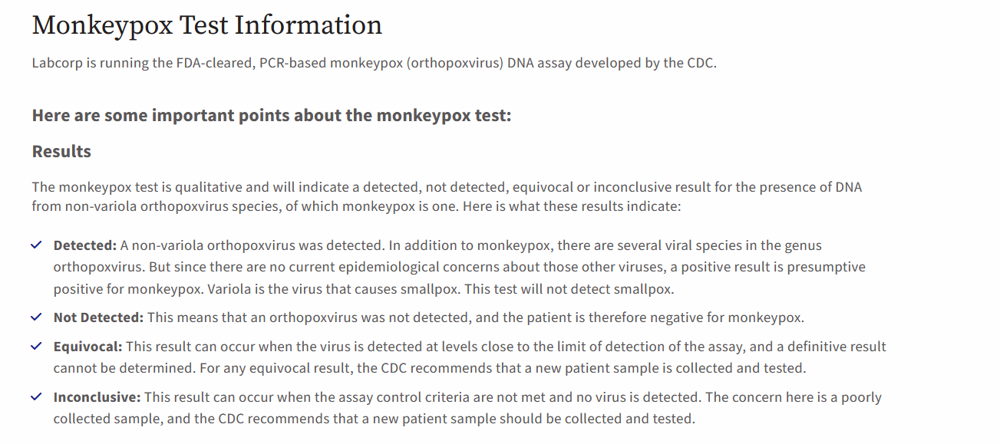 Monkeypox Test Information
Labcorp is running the FDA-cleared, PCR-based monkeypox (orthopoxvirus) DNA assay developed by the CDC.
Here are some important points about the monkeypox test:
Results
The monkeypox test is qualitative and will indicate a detected, not detected, equivocal or inconclusive result for the presence of DNA
from non-variola orthopoxvirus species, of which monkeypox is one. Here is what these results indicate:
Detected: A non-variola orthopoxvirus was detected. In addition to monkeypox, there are several viral species in the genus
orthopoxvirus. But since there are no current epidemiological concerns about those other viruses, a positive result is presumptive
positive for monkeypox. Variola is the virus that causes smallpox. This test will not detect smallpox.
Not Detected: This means that an orthopoxvirus was not detected, and the patient is therefore negative for monkeypox.
Equivocal: This result can occur when the virus is detected at levels close to the limit of detection of the assay, and a definitive result
cannot be determined. For any equivocal result, the CDC recommends that a new patient sample is collected and tested.
Inconclusive: This result can occur when the assay control criteria are not met and no virus is detected. The concern here is a poorly
collected sample, and the CDC recommends that a new patient sample should be collected and tested.